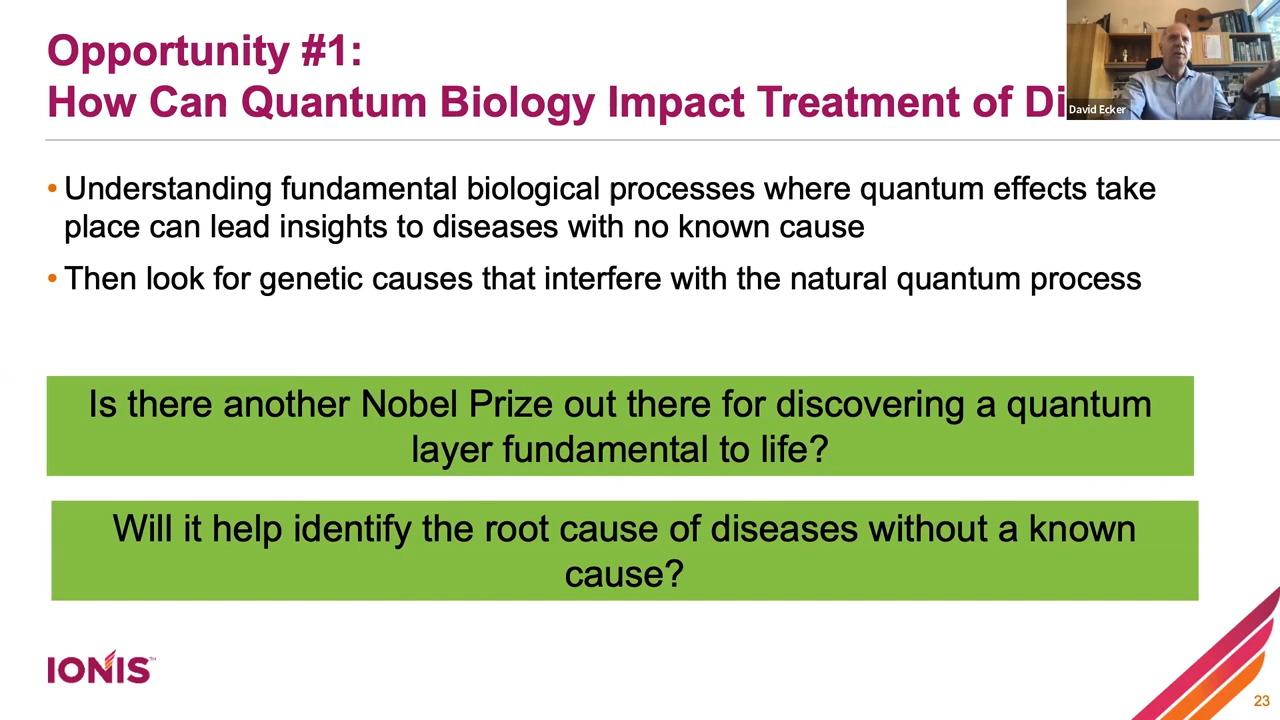 Opportunity #1:
How Can Quantum Biology Impact Treatment of Di
David Ecker
• Understanding fundamental biological processes where quantum effects take
place can lead insights to diseases with no known cause
• Then look for genetic causes that interfere with the natural quantum process
Is there another Nobel Prize out there for discovering a quantum
layer fundamental to life?
Will it help identify the root cause of diseases without a known
cause?
IONIS™
23